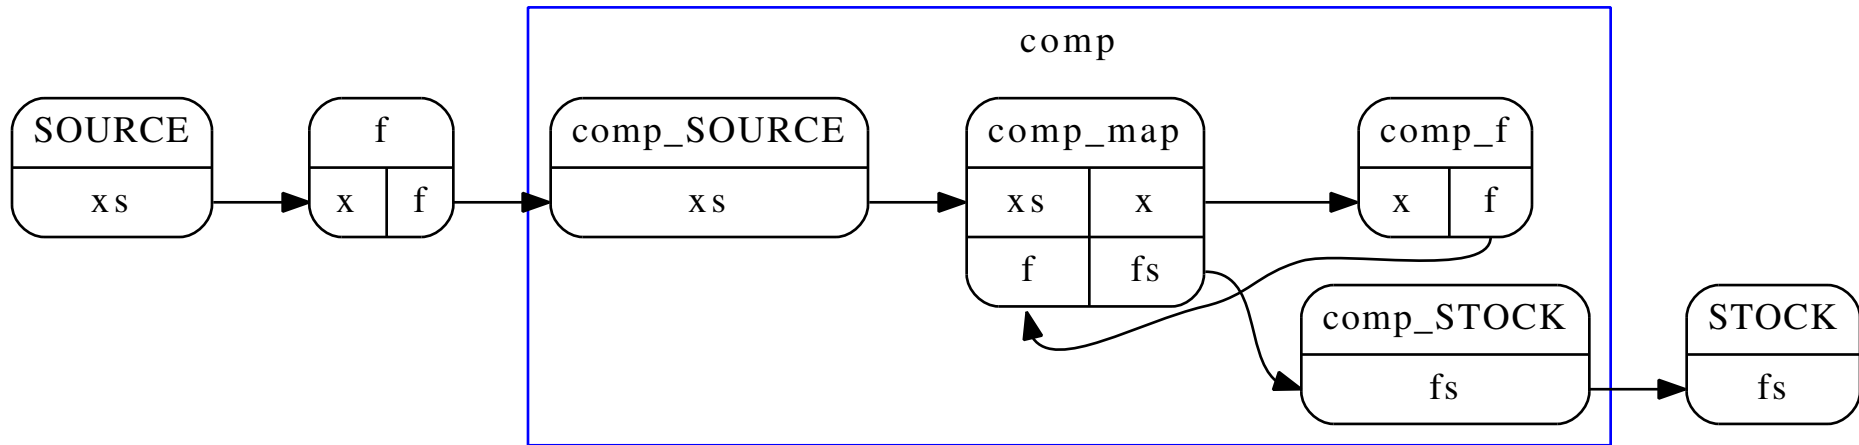 comp
SOURCE
xs
f
x f
comp_SOURCE
xs
comp_map
xs x
f fs
comp_f
x f
comp_STOCK
fs
STOCK
fs